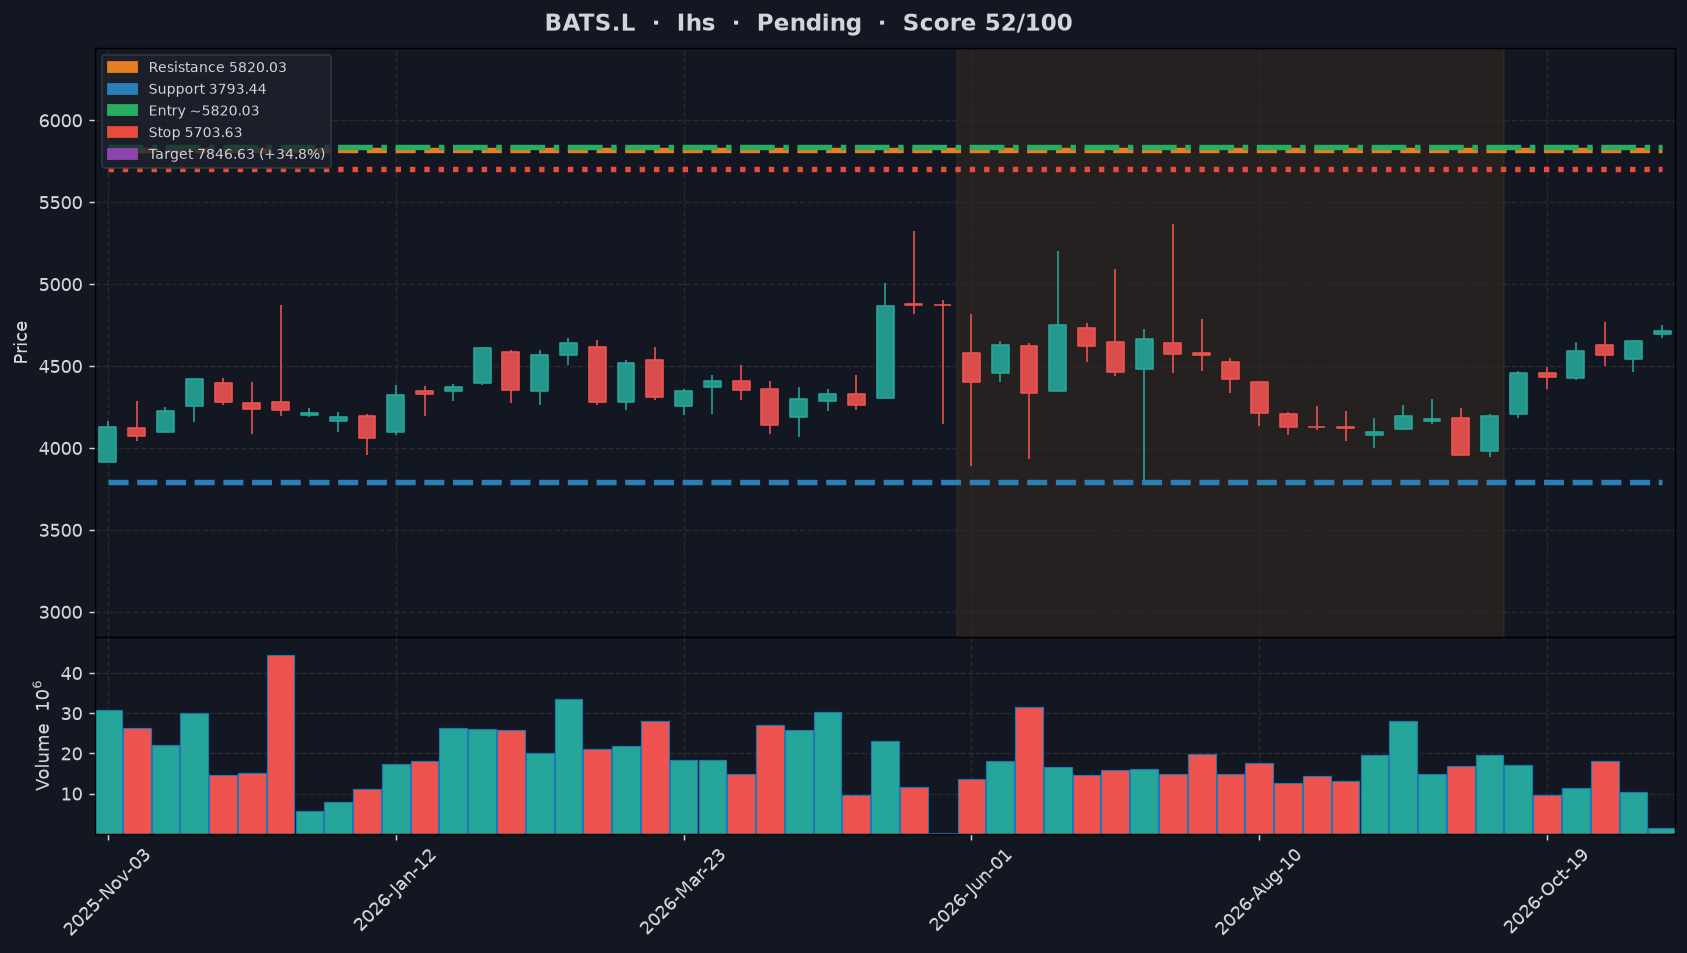 BATS.L · Ihs · Pending · Score 52/100
Resistance 5820.03
Support 3793.44
Entry ~5820.03
Stop 5703.63
Target 7846.63 (+34.8%)
Price
6000
5500
5000
4500
4000
3500
3000
Volume 10⁶
40
30
20
10
2025-Nov-03
2026-Jan-12
2026-Mar-23
2026-Jun-01
2026-Aug-10
2026-Oct-19